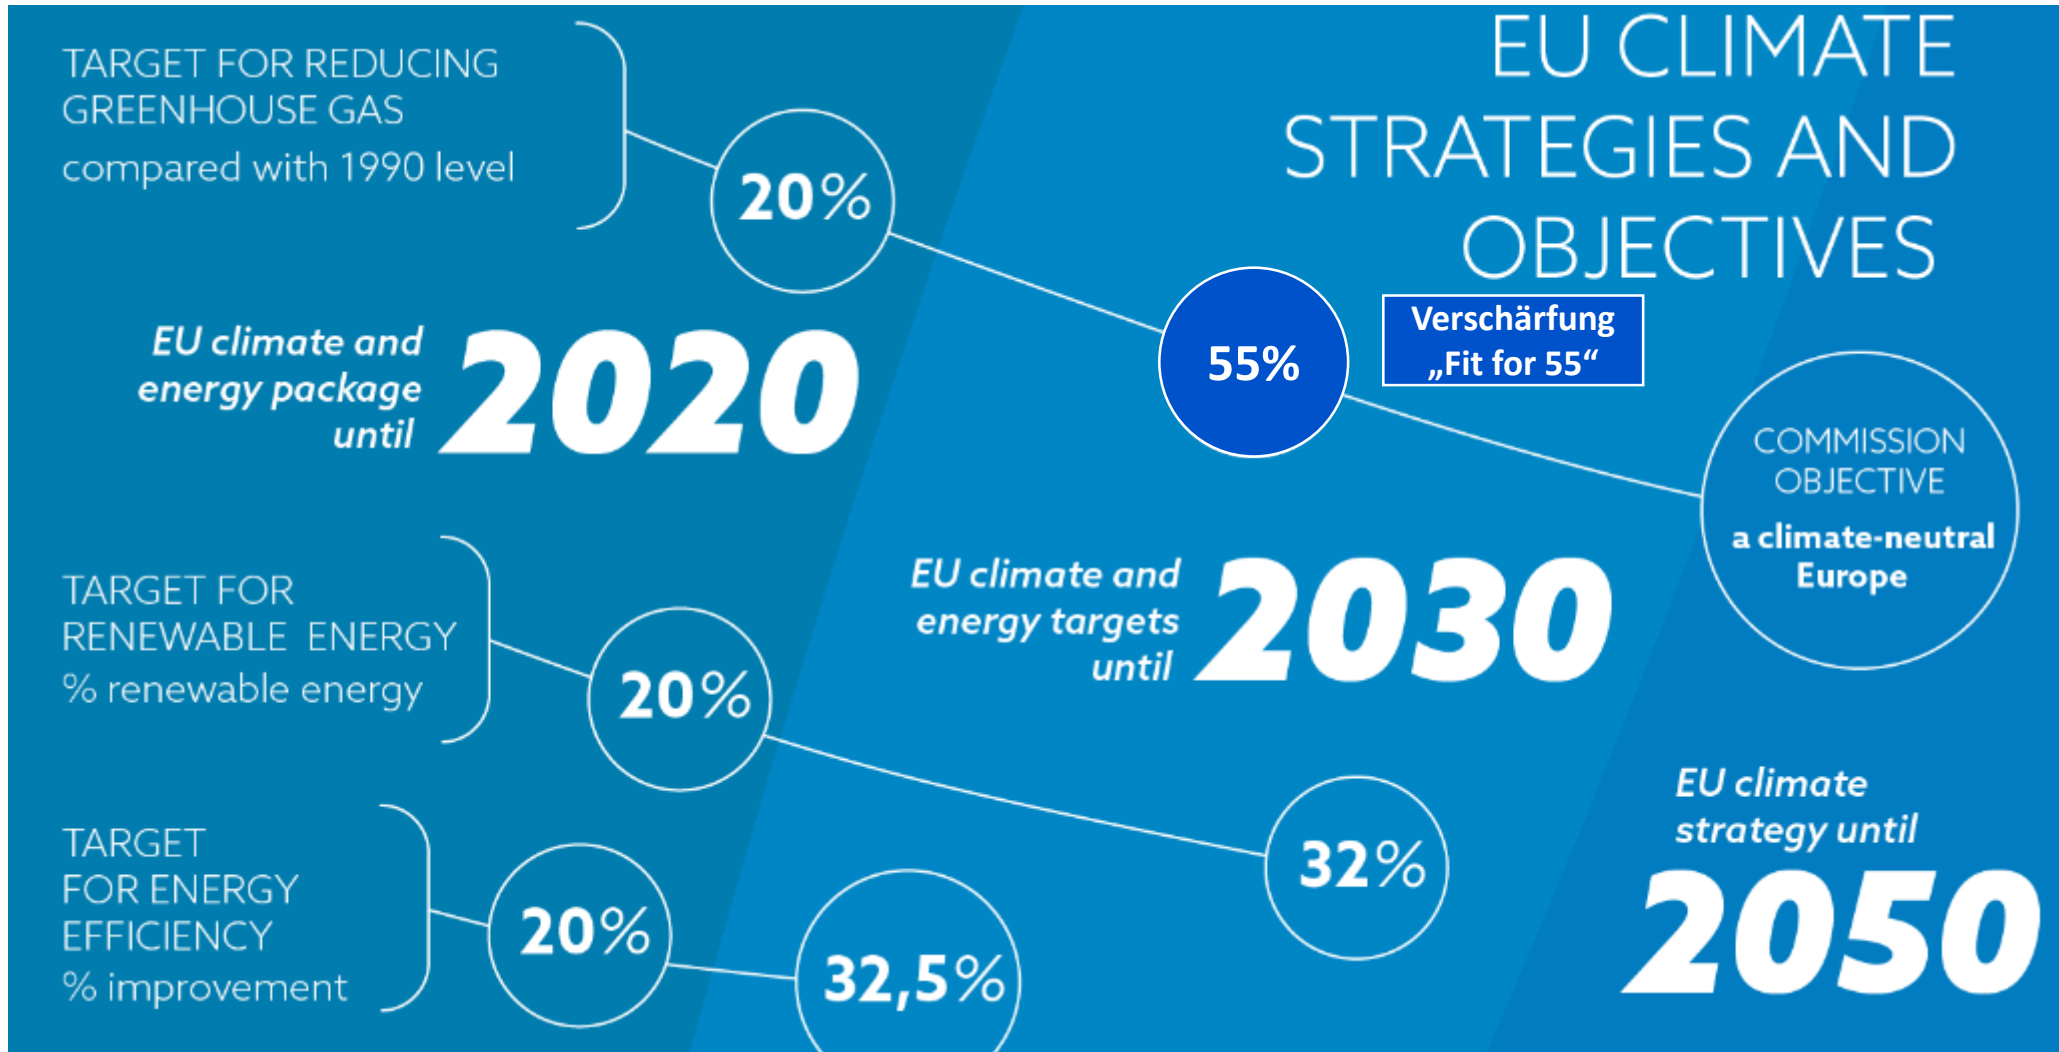 EU CLIMATE
STRATEGIES AND
OBJECTIVES
TARGET FOR REDUCING
GREENHOUSE GAS
compared with 1990 level
20%
55%
Verschärfung
„Fit for 55“
COMMISSION
OBJECTIVE
a climate-neutral
Europe
EU climate and
energy package
until
2020
TARGET FOR
RENEWABLE ENERGY
% renewable energy
20%
32%
EU climate and
energy targets
until
2030
TARGET
FOR ENERGY
EFFICIENCY
% improvement
20%
32,5%
EU climate
strategy until
2050